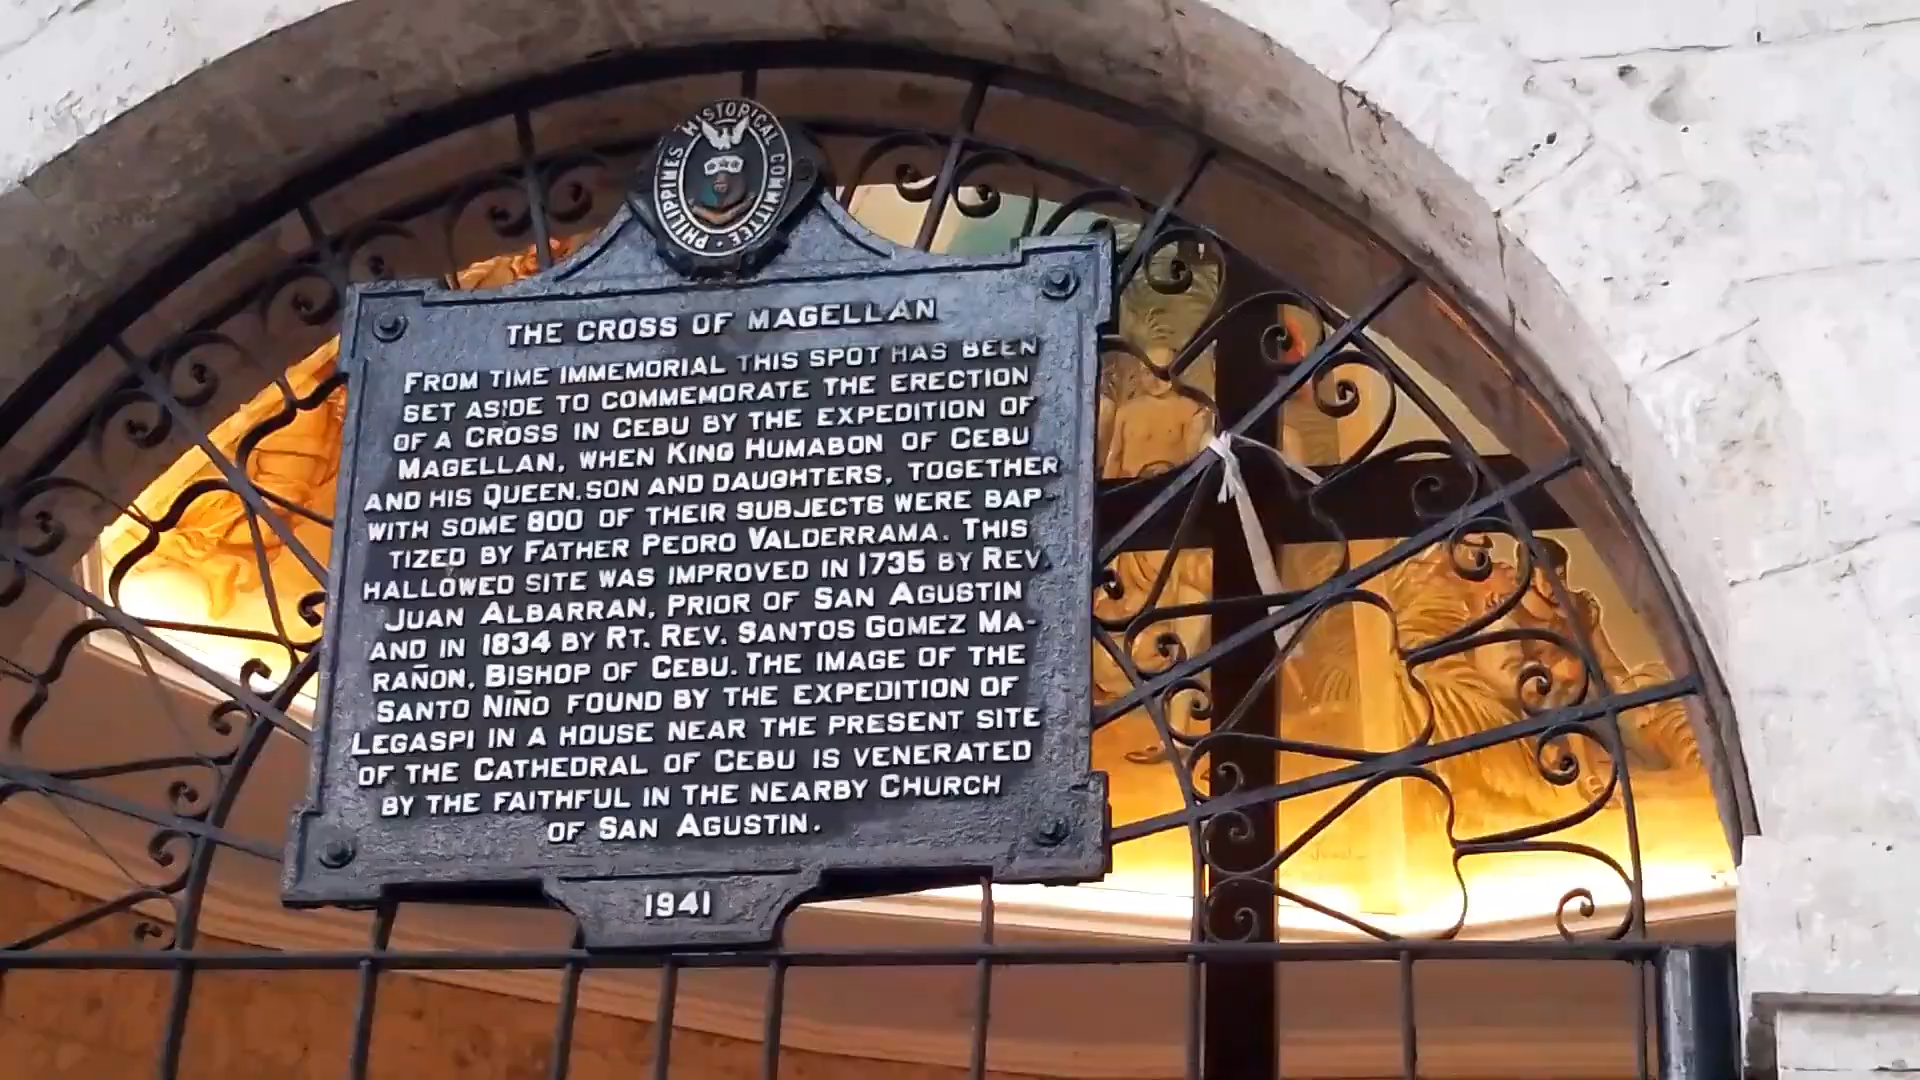 PHILIPPINES HISTORICAL COMMITTEE
THE CROSS OF MAGELLAN
FROM TIME IMMEMORIAL THIS SPOT HAS BEEN
SET ASIDE TO COMMEMORATE THE ERECTION
OF A CROSS IN CEBU BY THE EXPEDITION OF
MAGELLAN, WHEN KING HUMABON OF CEBU
AND HIS QUEEN, SON AND DAUGHTERS, TOGETHER
WITH SOME 800 OF THEIR SUBJECTS WERE BAP-
TIZED BY FATHER PEDRO VALDERRAMA. THIS
HALLOWED SITE WAS IMPROVED IN 1735 BY REV.
JUAN ALBARRAN, PRIOR OF SAN AGUSTIN
AND IN 1834 BY RT. REV. SANTOS GOMEZ MA-
RAÑON, BISHOP OF CEBU. THE IMAGE OF THE
SANTO NIÑO FOUND BY THE EXPEDITION OF
LEGASPI IN A HOUSE NEAR THE PRESENT SITE
OF THE CATHEDRAL OF CEBU IS VENERATED
BY THE FAITHFUL IN THE NEARBY CHURCH
OF SAN AGUSTIN.
1941